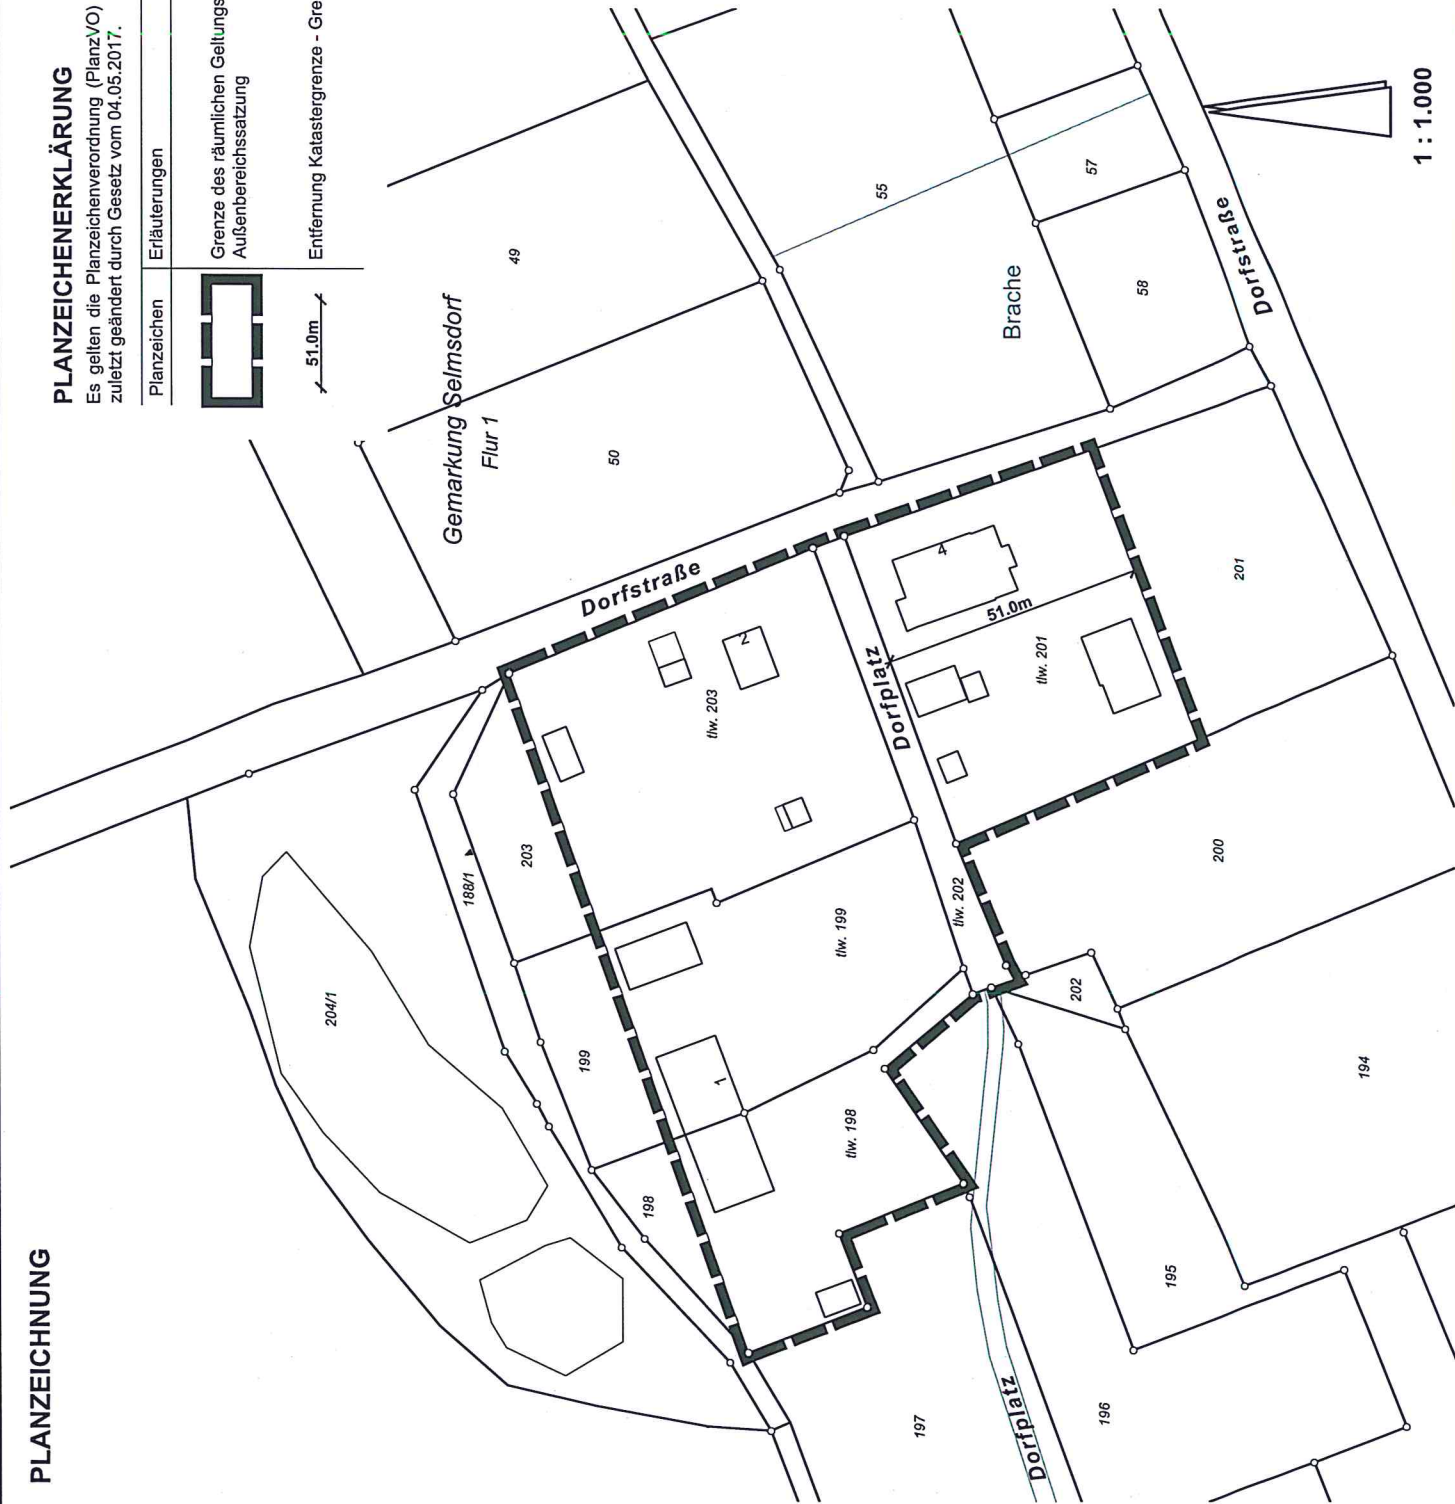 PLANZEICHNUNG
PLANZEICHENERKLÄRUNG
Es gelten die Planzeichenverordnung (PlanzVO)
zuletzt geändert durch Gesetz vom 04.05.2017.
Planzeichen Erläuterungen
Grenze des räumlichen Geltungs
Außenbereichssatzung
51.0m
Entfernung Katastergrenze - Gre
Gemarkung Selmsdorf
Flur 1
49
50
55
57
58
Brache
Dorfstraße
Dorfstraße
204/1
188/1
203
199
198
tlw. 203
2
4
1
tlw. 199
tlw. 198
Dorfplatz
51.0m
tlw. 201
201
tlw. 202
202
200
194
195
196
197
Dorfplatz
1 : 1.000